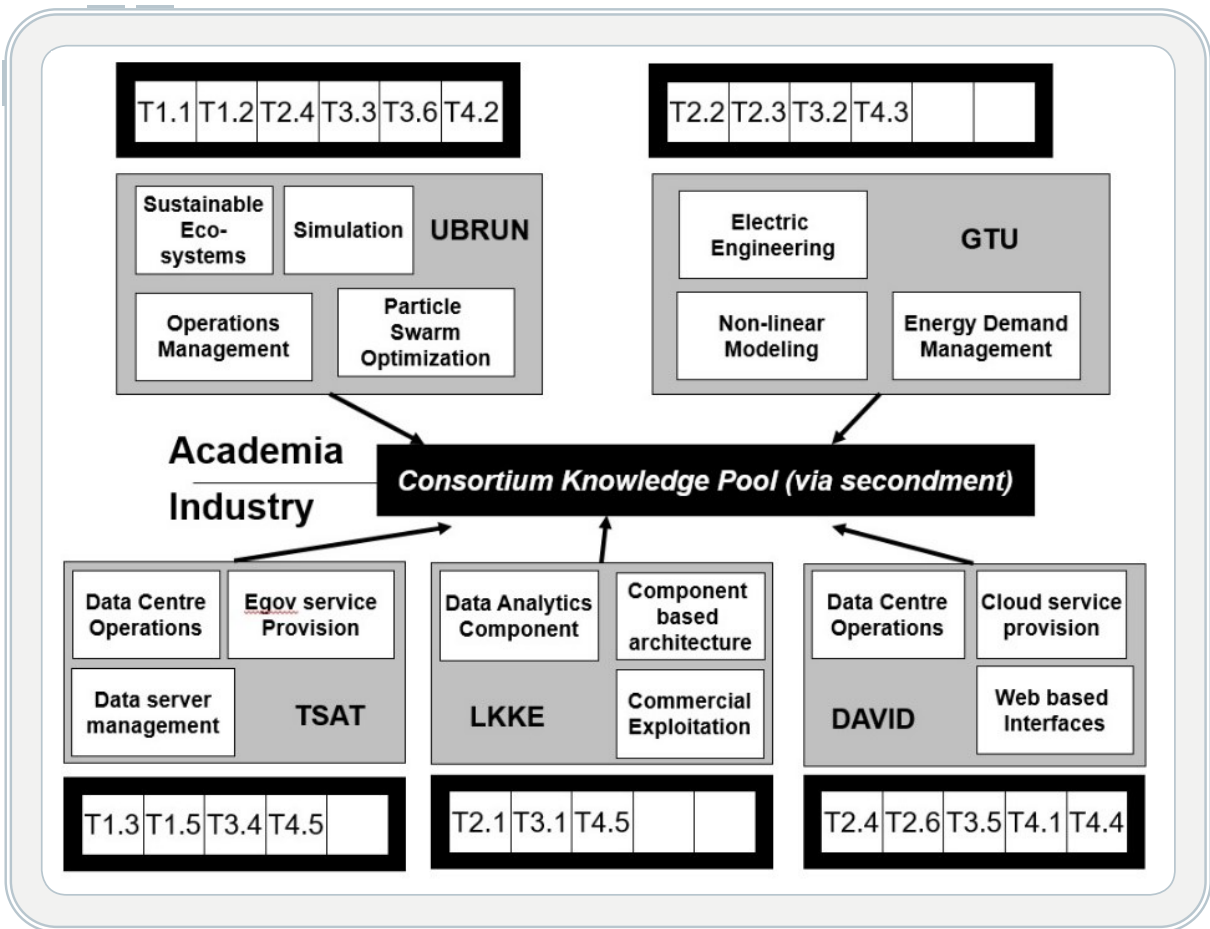 T1.1 T1.2 T2.4 T3.3 T3.6 T4.2
T2.2 T2.3 T3.2 T4.3
Sustainable
Eco-
systems
Simulation
UBRUN
Operations
Management
Particle
Swarm
Optimization
Electric
Engineering
GTU
Non-linear
Modeling
Energy Demand
Management
Academia
Industry
Consortium Knowledge Pool (via secondment)
Data Centre
Operations
Egov service
Provision
Data server
management
TSAT
Data Analytics
Component
Component
based
architecture
LKKE
Commercial
Exploitation
Data Centre
Operations
Cloud service
provision
DAVID
Web based
Interfaces
T1.3 T1.5 T3.4 T4.5
T2.1 T3.1 T4.5
T2.4 T2.6 T3.5 T4.1 T4.4